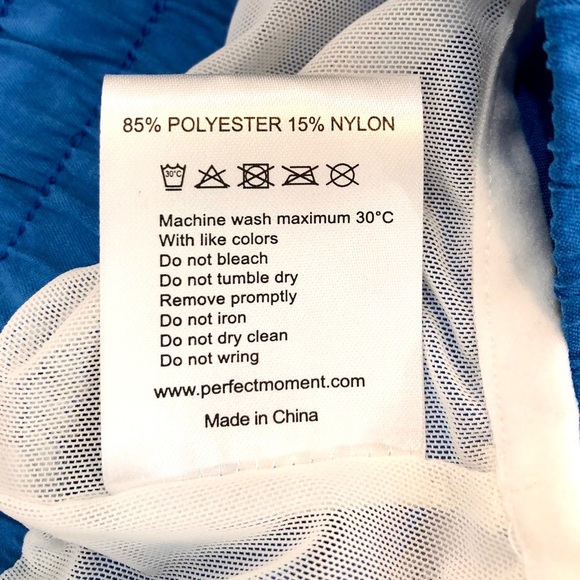 85% POLYESTER 15% NYLON
30°C
Machine wash maximum 30°C
With like colors
Do not bleach
Do not tumble dry
Remove promptly
Do not iron
Do not dry clean
Do not wring
www.perfectmoment.com
Made in China